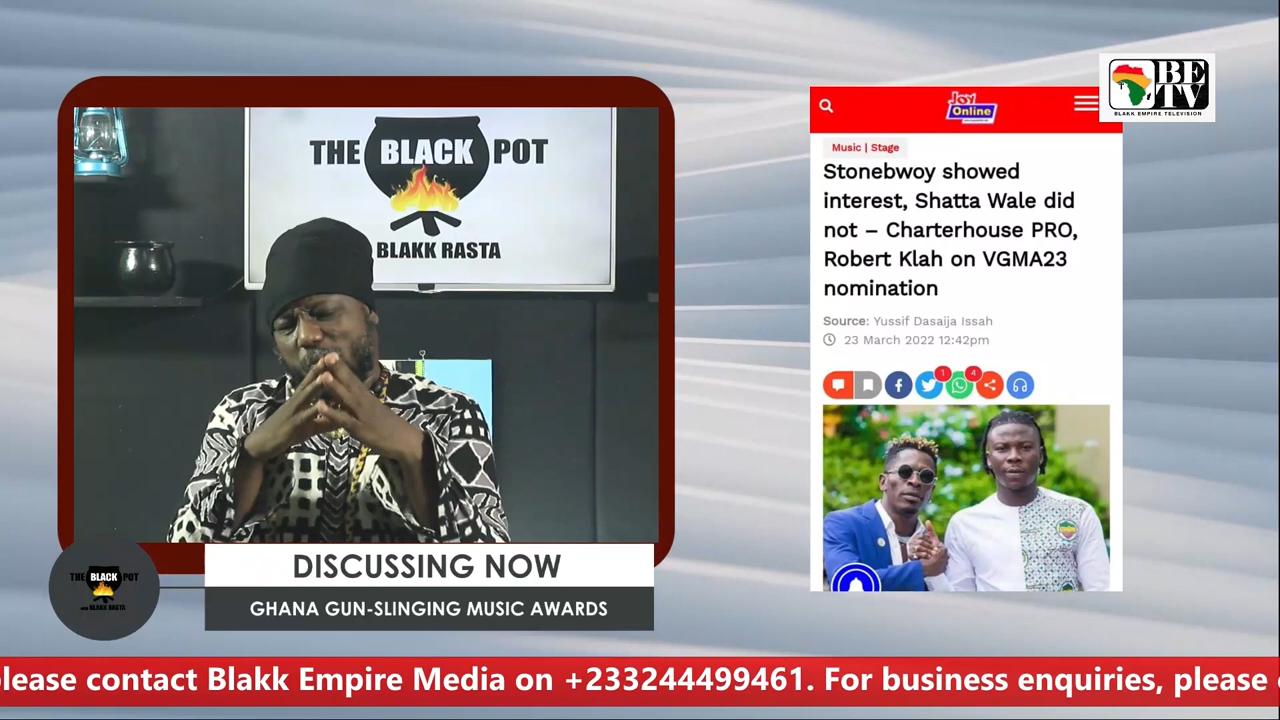 BE
TV
BLAKK EMPIRE TELEVISION
THE BLACK POT
BLAKK RASTA
Joy
Online
Music | Stage
Stonebwoy showed
interest, Shatta Wale did
not – Charterhouse PRO,
Robert Klah on VGMA23
nomination
Source: Yussif Dasaija Issah
23 March 2022 12:42pm
1
4
THE BLACK POT
BLAKK RASTA
DISCUSSING NOW
GHANA GUN-SLINGING MUSIC AWARDS
lease contact Blakk Empire Media on +233244499461. For business enquiries, please